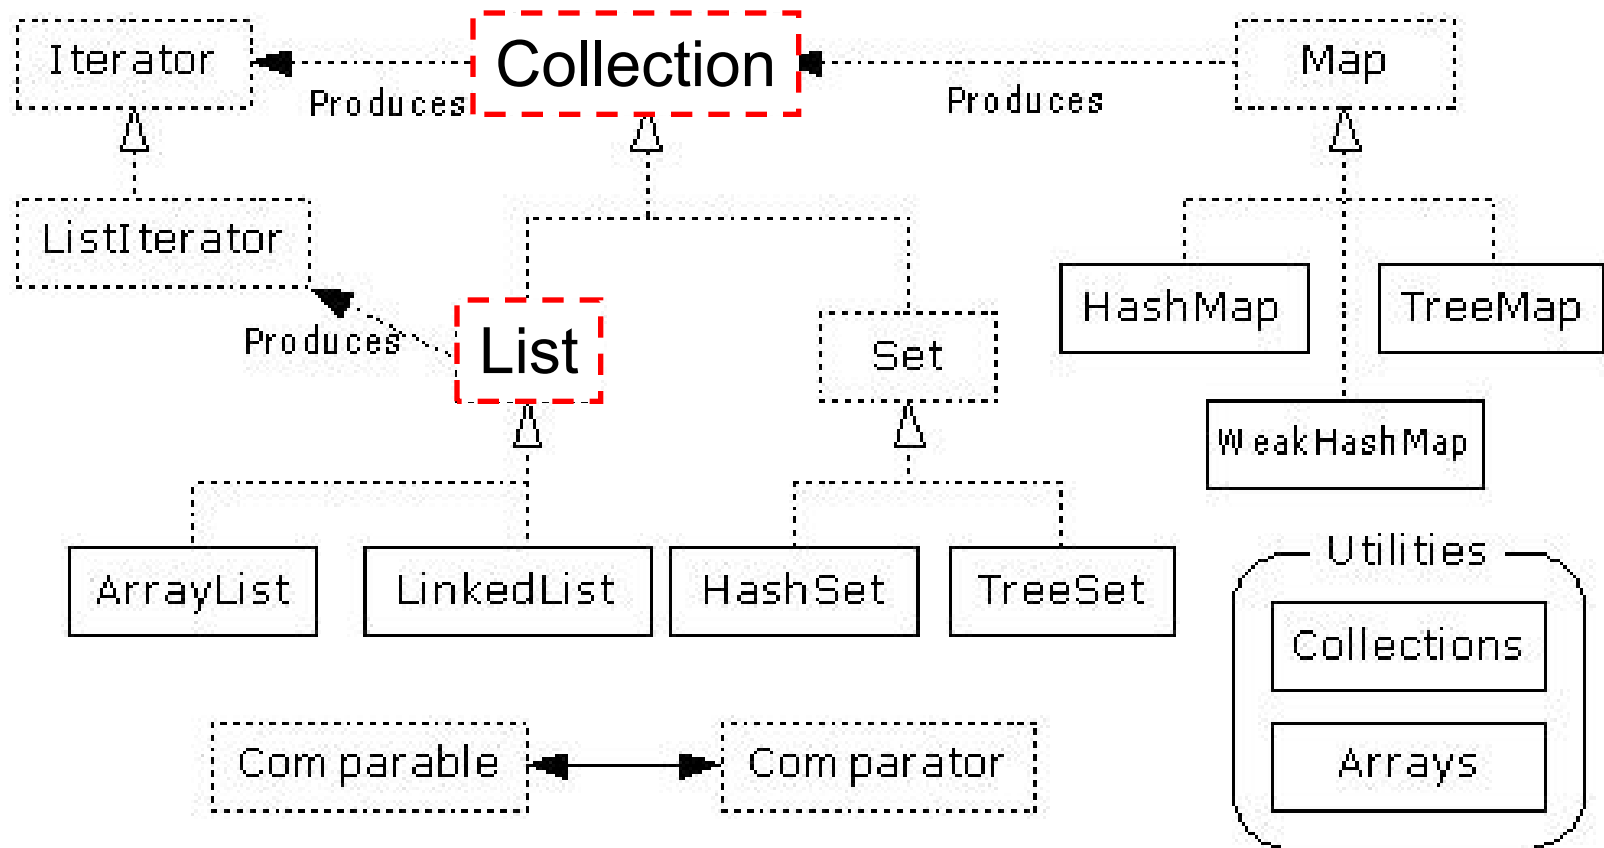 Iterator
Collection
Map
Produces
Produces
ListIterator
Produces
List
Set
HashMap
TreeMap
WeakHashMap
ArrayList
LinkedList
HashSet
TreeSet
Utilities
Collections
Arrays
Comparable
Comparator